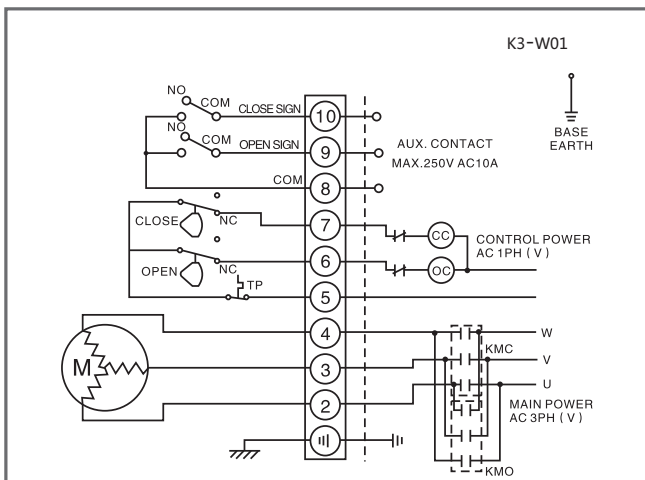 K3-W01
NO
COM
CLOSE SIGN
10
NO
COM
OPEN SIGN
9
AUX. CONTACT
MAX.250V AC10A
BASE
EARTH
COM
8
CLOSE
NC
7
CC
CONTROL POWER
AC 1PH ( V )
OPEN
NC
6
OC
TP
5
4
W
KMC
M
3
V
U
2
MAIN POWER
AC 3PH ( V )
KMO